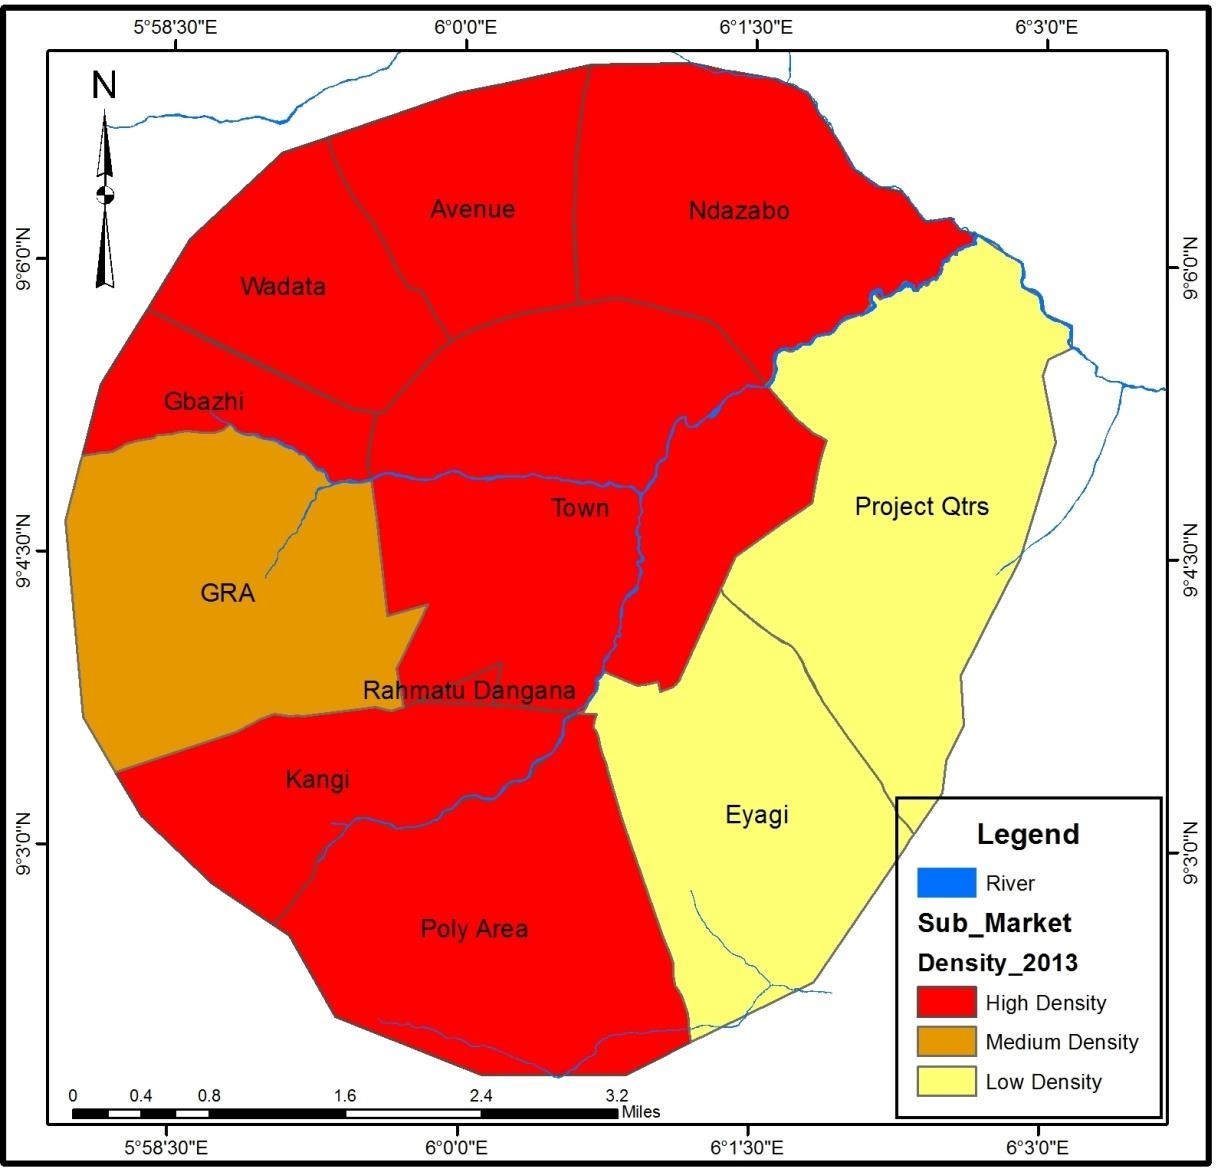 5°58'30"E 6°0'0"E 6°1'30"E 6°3'0"E
N
9°6'0"N
9°6'0"N
Avenue
Ndazabo
Wadata
Gbazhi
Town
Project Qtrs
9°4'30"N
9°4'30"N
GRA
Rahmatu Dangana
Kangi
Eyagi
9°3'0"N
9°3'0"N
Poly Area
Legend
River
Sub_Market
Density_2013
High Density
Medium Density
Low Density
0 0.4 0.8 1.6 2.4 3.2
Miles
5°58'30"E 6°0'0"E 6°1'30"E 6°3'0"E